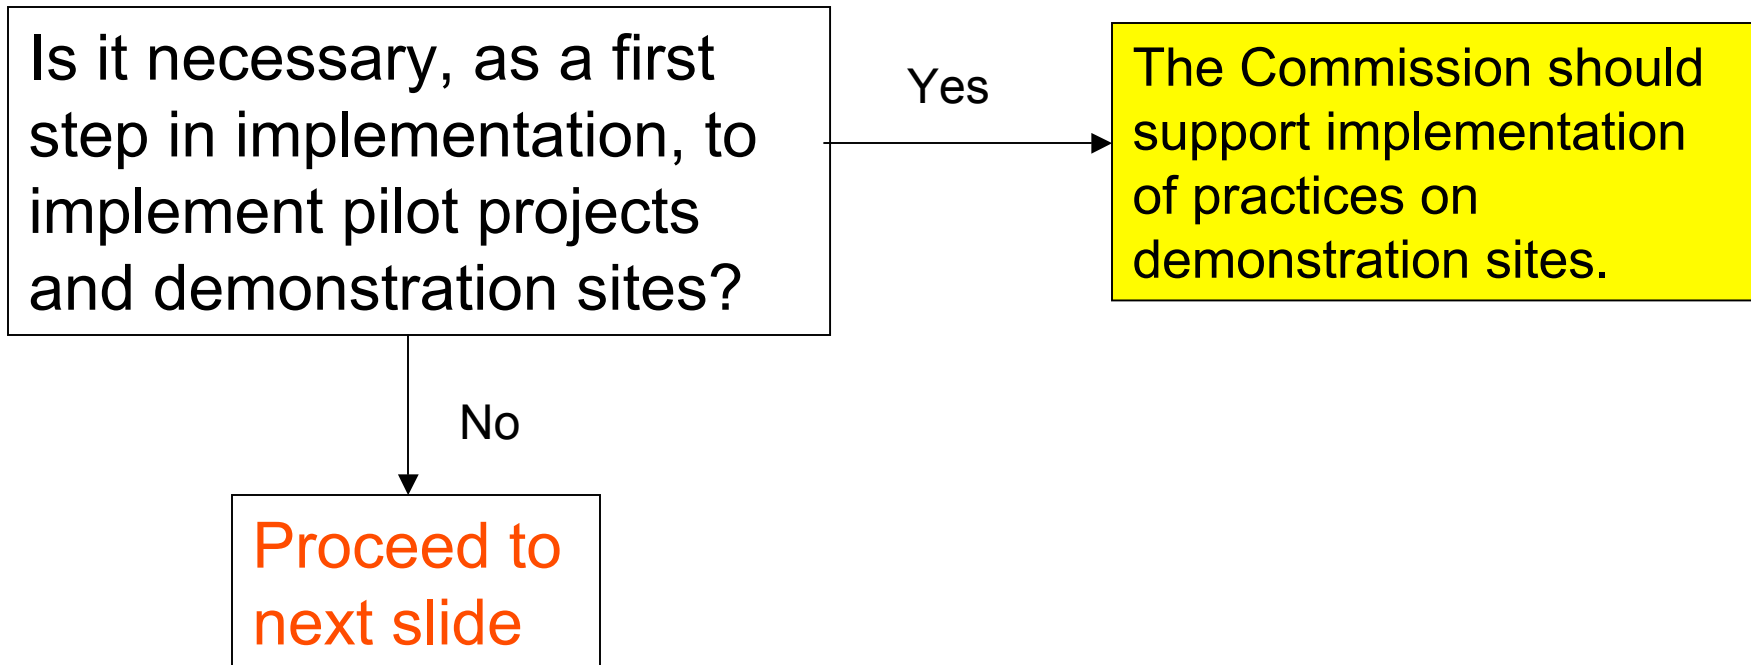 Is it necessary, as a first
step in implementation, to
implement pilot projects
and demonstration sites?
Yes
The Commission should
support implementation
of practices on
demonstration sites.
No
Proceed to
next slide